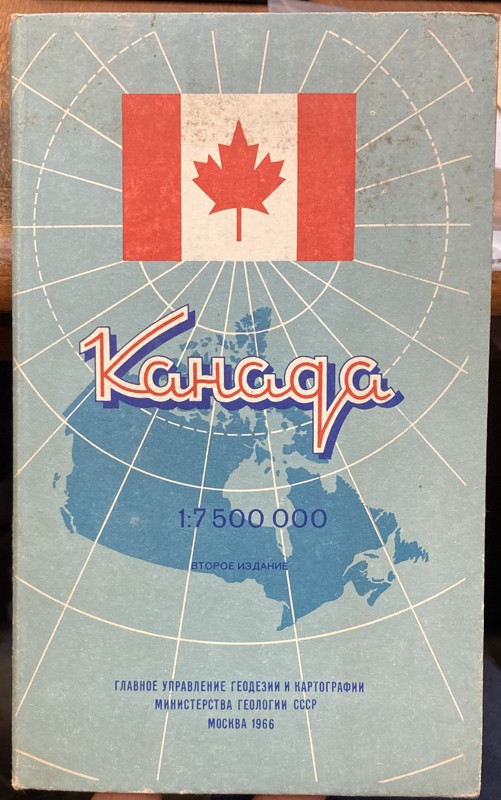 Канада
1:7 500 000
ВТОРОЕ ИЗДАНИЕ
ГЛАВНОЕ УПРАВЛЕНИЕ ГЕОДЕЗИИ И КАРТОГРАФИИ
МИНИСТЕРСТВА ГЕОЛОГИИ СССР
МОСКВА 1966